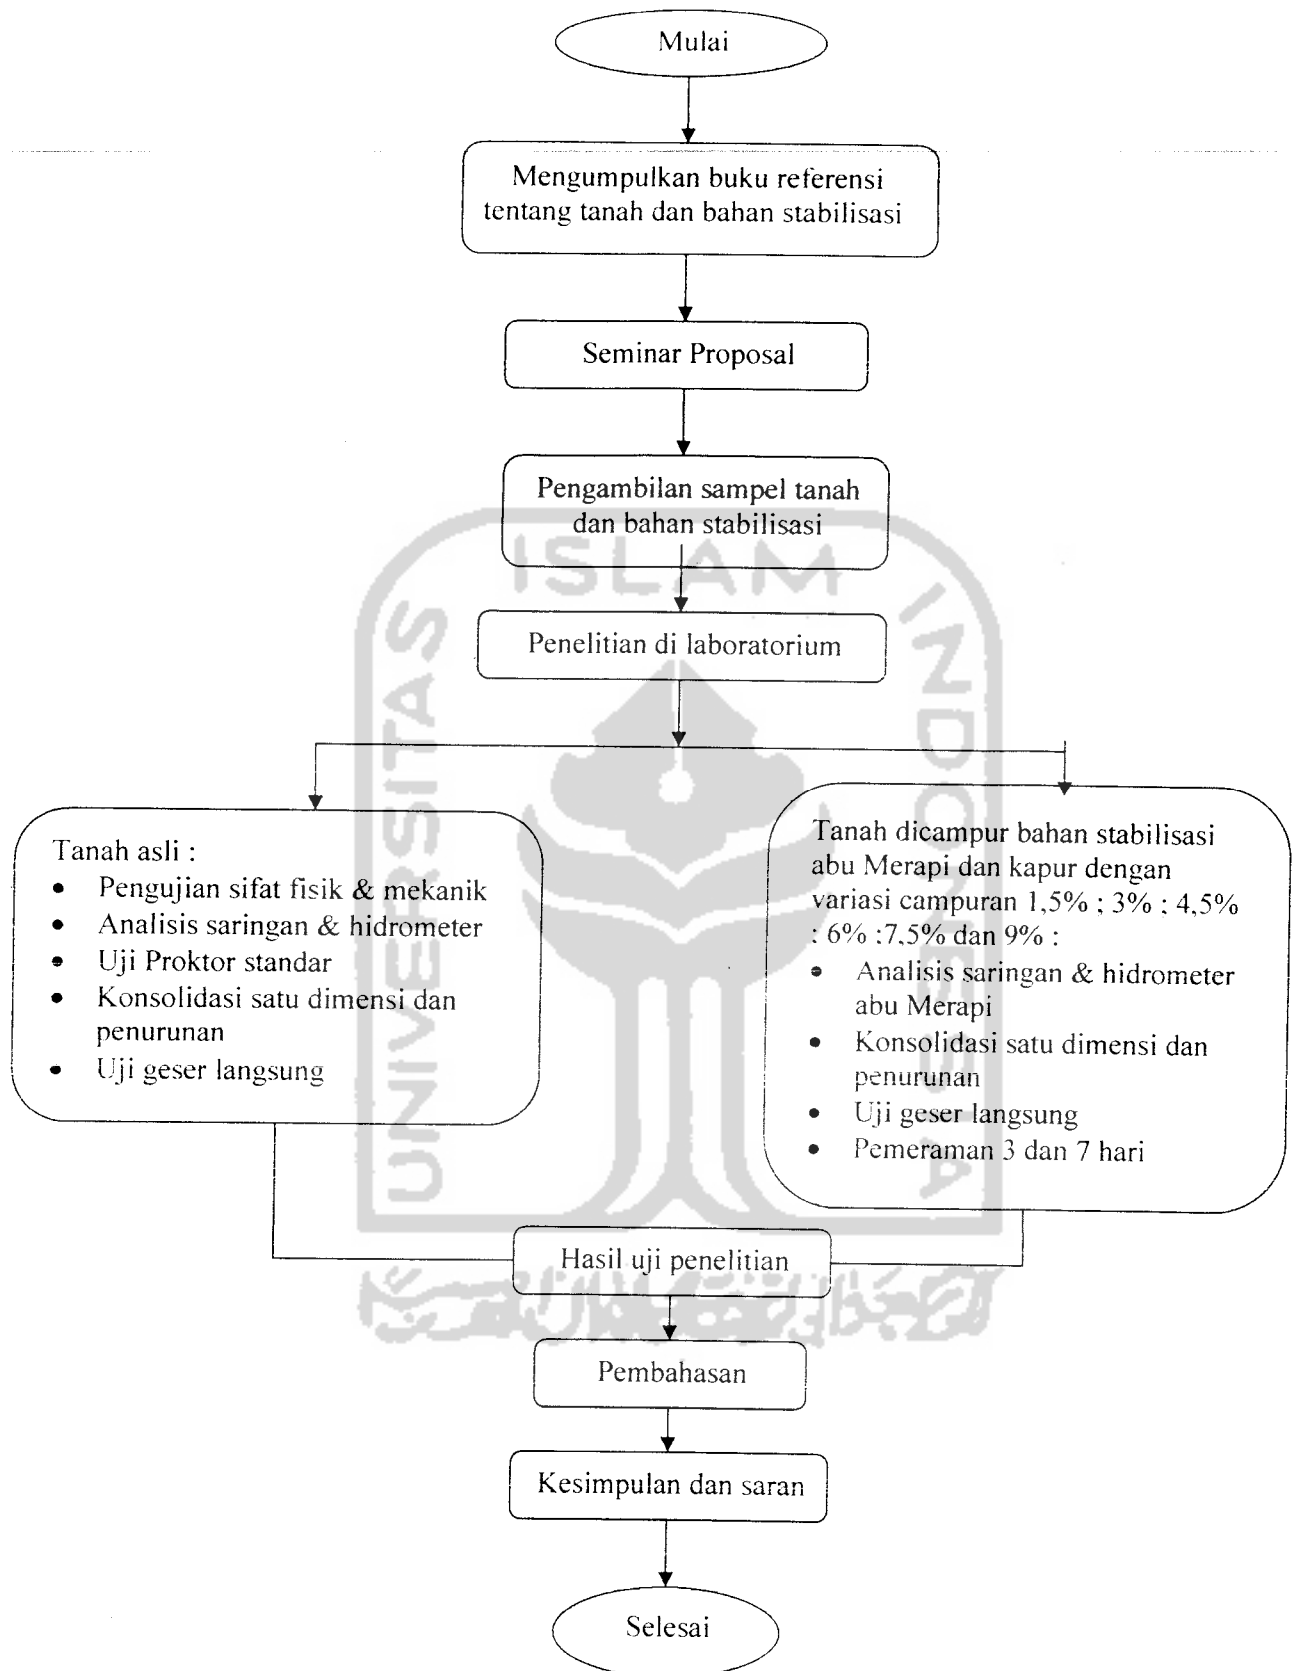 Mulai
Mengumpulkan buku referensi
tentang tanah dan bahan stabilisasi
Seminar Proposal
Pengambilan sampel tanah
dan bahan stabilisasi
Penelitian di laboratorium
Tanah asli :
• Pengujian sifat fisik & mekanik
• Analisis saringan & hidrometer
• Uji Proktor standar
• Konsolidasi satu dimensi dan
penurunan
• Uji geser langsung
Tanah dicampur bahan stabilisasi
abu Merapi dan kapur dengan
variasi campuran 1,5% ; 3% ; 4,5%
; 6% ;7,5% dan 9% :
• Analisis saringan & hidrometer
abu Merapi
• Konsolidasi satu dimensi dan
penurunan
• Uji geser langsung
• Pemeraman 3 dan 7 hari
Hasil uji penelitian
Pembahasan
Kesimpulan dan saran
Selesai
UNIVERSITAS
ISLAM
INDONESIA